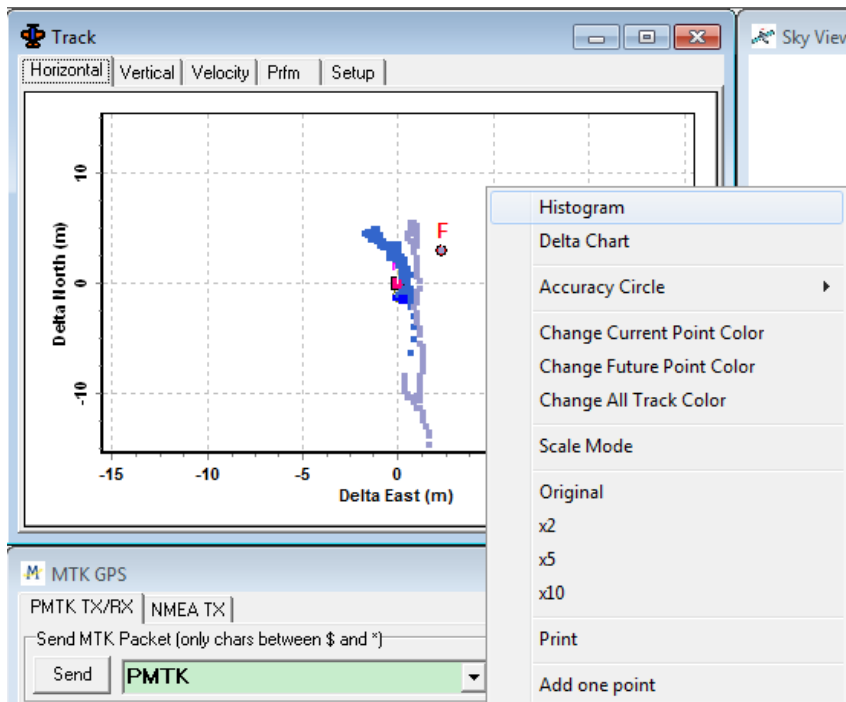 Track
Sky View
Horizontal Vertical Velocity Prfm Setup
10
0
-10
Delta North (m)
F
-15 -10 -5 0
Delta East (m)
Histogram
Delta Chart
Accuracy Circle
Change Current Point Color
Change Future Point Color
Change All Track Color
Scale Mode
Original
x2
x5
x10
Print
Add one point
MTK GPS
PMTK TX/RX NMEA TX
Send MTK Packet (only chars between $ and *)
Send PMTK